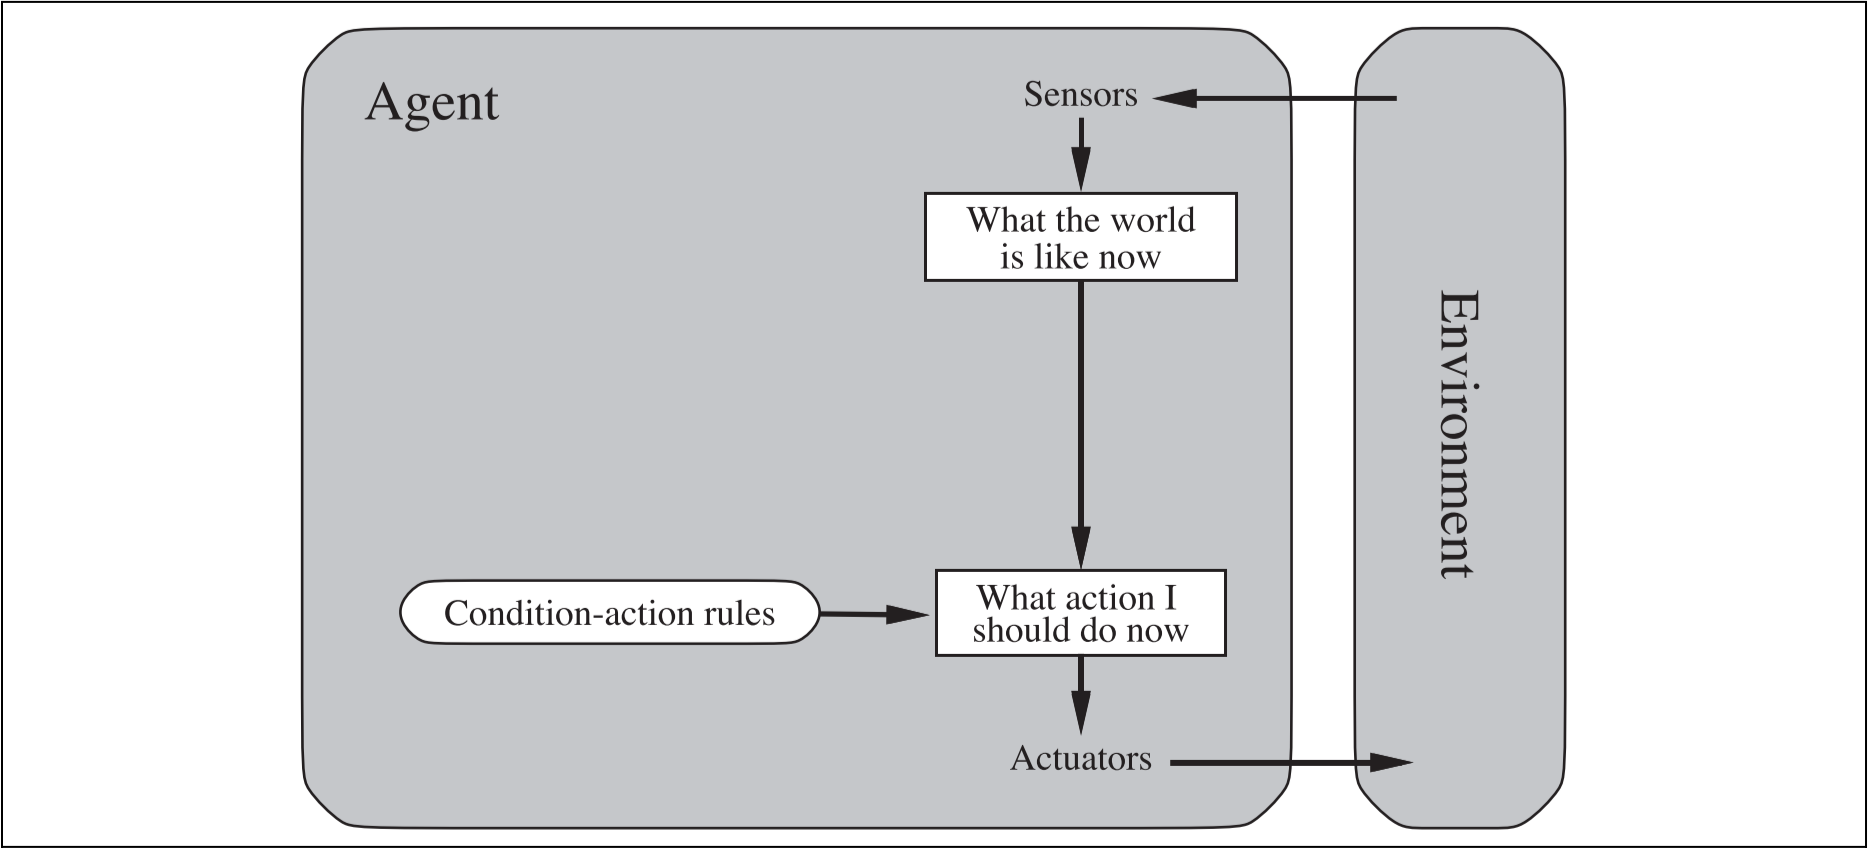 Agent
Sensors
What the world
is like now
Environment
Condition-action rules
What action I
should do now
Actuators